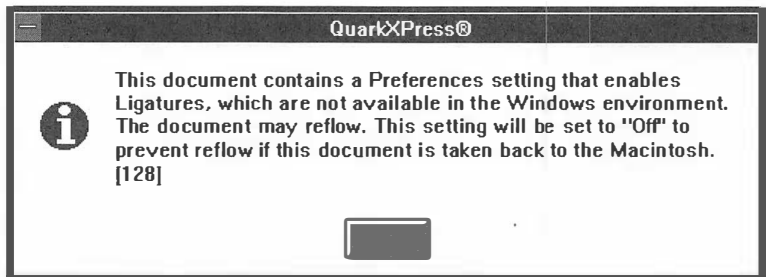 QuarkXPress®
This document contains a Preferences setting that enables
Ligatures, which are not available in the Windows environment.
The document may reflow. This setting will be set to "Off" to
prevent reflow if this document is taken back to the Macintosh.
[128]